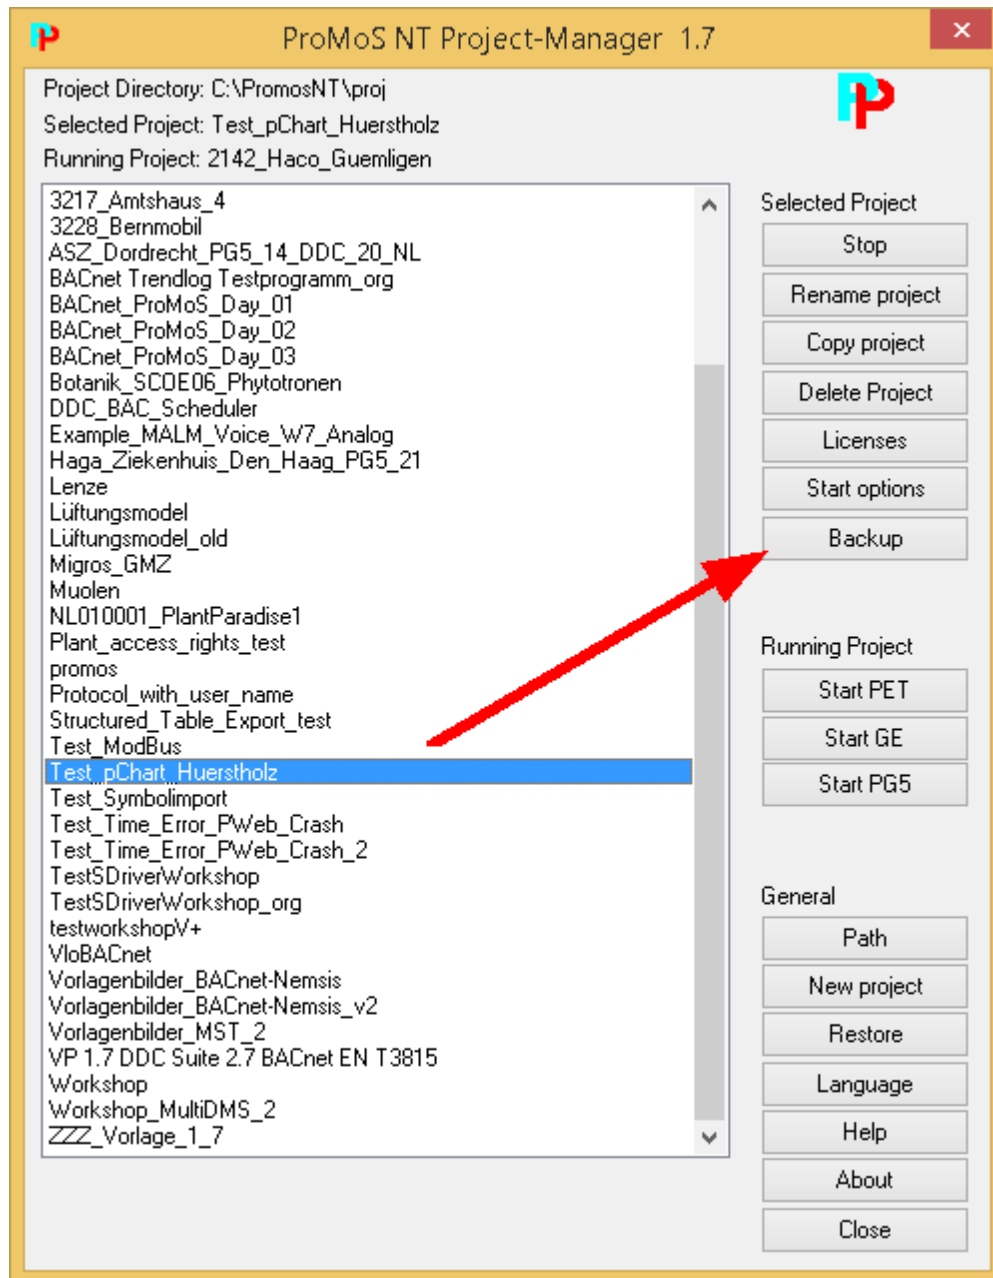 ProMoS NT Project-Manager 1.7
Project Directory: C:\PromosNT\proj
Selected Project: Test_pChart_Huerstholz
Running Project: 2142_Haco_Guemligen
3217_Amtshaus_4
3228_Bernmobil
ASZ_Dordrecht_PG5_14_DDC_20_NL
BACnet Trendlog Testprogramm_org
BACnet_ProMoS_Day_01
BACnet_ProMoS_Day_02
BACnet_ProMoS_Day_03
Botanik_SCOE06_Phytotronen
DDC_BAC_Scheduler
Example_MALM_Voice_W7_Analog
Haga_Ziekenhuis_Den_Haag_PG5_21
Lenze
Lüftungsmodel
Lüftungsmodel_old
Migros_GMZ
Muolen
NL010001_PlantParadise1
Plant_access_rights_test
promos
Protocol_with_user_name
Structured_Table_Export_test
Test_ModBus
Test_pChart_Huerstholz
Test_Symbolimport
Test_Time_Error_PWeb_Crash
Test_Time_Error_PWeb_Crash_2
TestSDriverWorkshop
TestSDriverWorkshop_org
testworkshopV+
VloBACnet
Vorlagenbilder_BACnet-Nemsis
Vorlagenbilder_BACnet-Nemsis_v2
Vorlagenbilder_MST_2
VP 1.7 DDC Suite 2.7 BACnet EN T3815
Workshop
Workshop_MultiDMS_2
ZZZ_Vorlage_1_7
Selected Project
Stop
Rename project
Copy project
Delete Project
Licenses
Start options
Backup
Running Project
Start PET
Start GE
Start PG5
General
Path
New project
Restore
Language
Help
About
Close